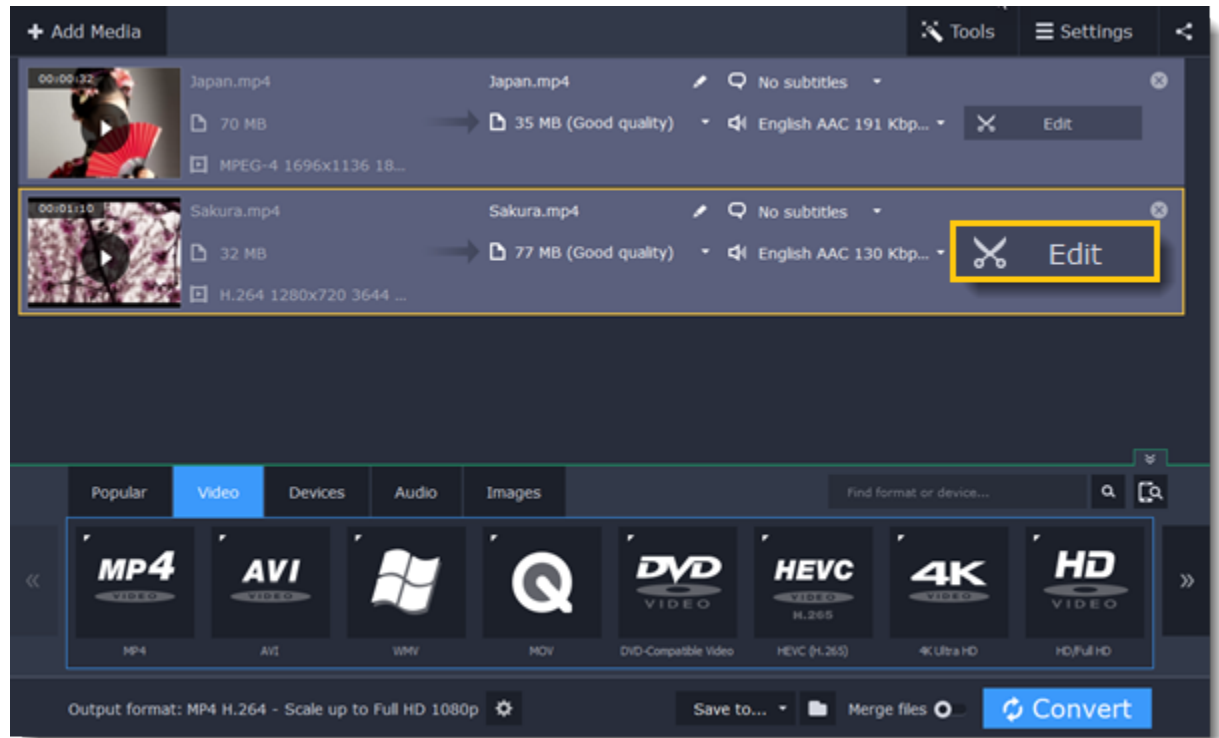 Add Media
Tools
Settings
00:00:32
Japan.mp4
Japan.mp4
No subtitles
70 MB
35 MB (Good quality)
English AAC 191 Kbp...
Edit
MPEG-4 1696x1136 18...
00:01:10
Sakura.mp4
Sakura.mp4
No subtitles
32 MB
77 MB (Good quality)
English AAC 130 Kbp...
Edit
H.264 1280x720 3644 ...
Popular
Video
Devices
Audio
Images
Find format or device...
MP4 VIDEO
AVI VIDEO
DVD VIDEO
HEVC VIDEO H.265
4K VIDEO
HD VIDEO
MP4
AVI
WMV
MOV
DVD-Compatible Video
HEVC (H.265)
4K Ultra HD
HD/Full HD
Output format: MP4 H.264 - Scale up to Full HD 1080p
Save to...
Merge files
Convert